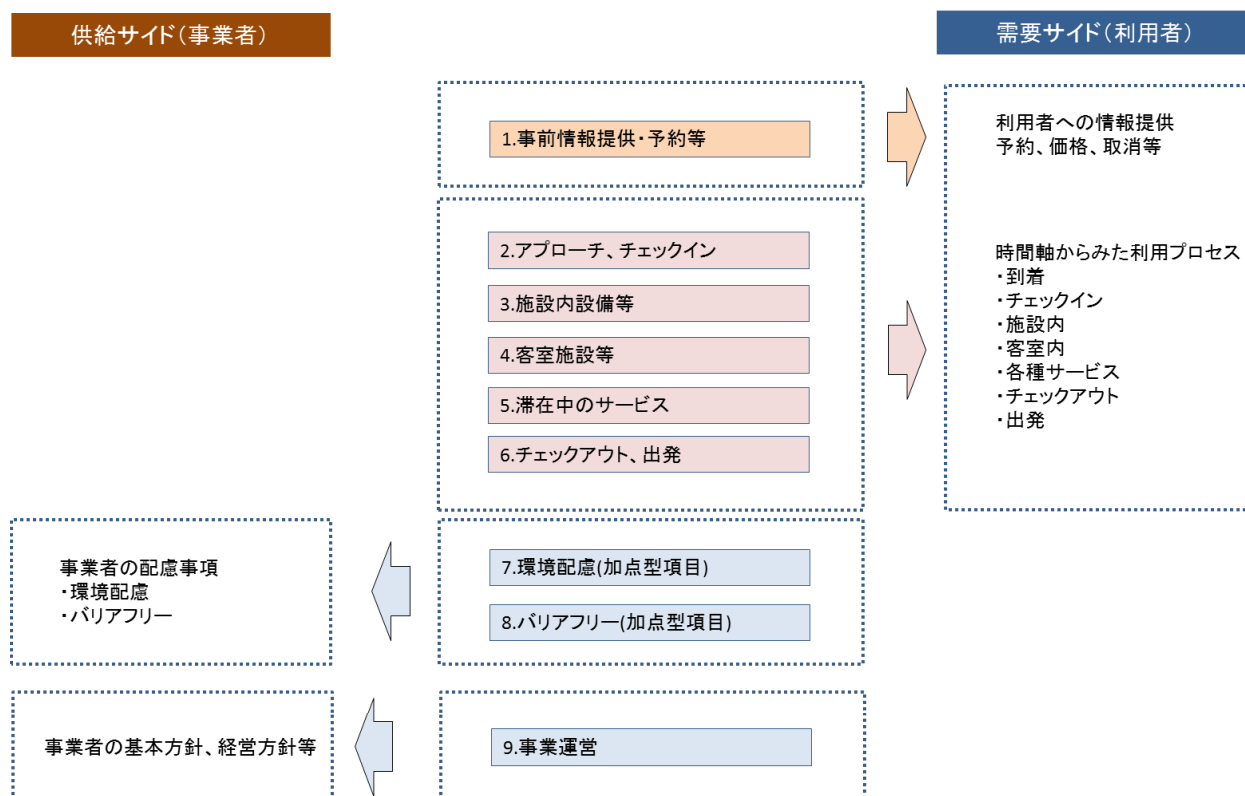 供給サイド(事業者)
需要サイド(利用者)
1.事前情報提供・予約等
利用者への情報提供
予約、価格、取消等
2.アプローチ、チェックイン
3.施設内設備等
4.客室施設等
5.滞在中のサービス
6.チェックアウト、出発
時間軸からみた利用プロセス
・到着
・チェックイン
・施設内
・客室内
・各種サービス
・チェックアウト
・出発
事業者の配慮事項
・環境配慮
・バリアフリー
7.環境配慮(加点型項目)
8.バリアフリー(加点型項目)
事業者の基本方針、経営方針等
9.事業運営